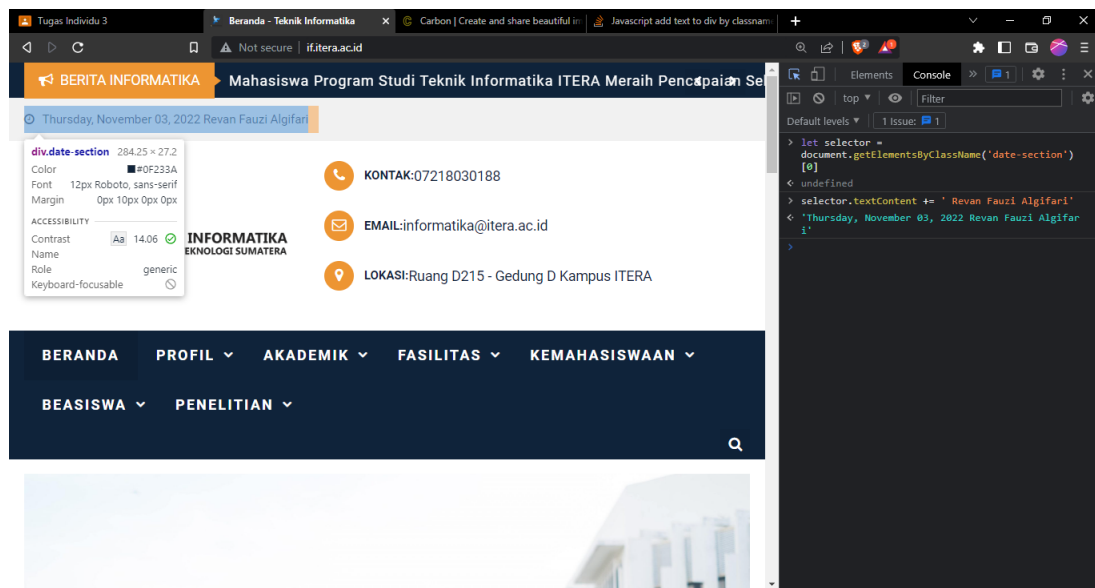 Tugas Individu 3
Beranda - Teknik Informatika
Carbon | Create and share beautiful im
Javascript add text to div by classname
Not secure | if.itera.ac.id
BERITA INFORMATIKA
Mahasiswa Program Studi Teknik Informatika ITERA Meraih Pencapaian Sel
Thursday, November 03, 2022 Revan Fauzi Algifari
div.date-section 284.25 × 27.2
Color #0F233A
Font 12px Roboto, sans-serif
Margin 0px 10px 0px 0px
ACCESSIBILITY
Contrast Aa 14.06
Name
Role generic
Keyboard-focusable
INFORMATIKA
EKNOLOGI SUMATERA
KONTAK:07218030188
EMAIL:informatika@itera.ac.id
LOKASI:Ruang D215 - Gedung D Kampus ITERA
BERANDA PROFIL AKADEMIK FASILITAS KEMAHASISWAAN
BEASISWA PENELITIAN
Elements Console » 1
top Filter
Default levels 1 Issue: 1
> let selector =
document.getElementsByClassName('date-section')
[0]
undefined
> selector.textContent += ' Revan Fauzi Algifari'
'Thursday, November 03, 2022 Revan Fauzi Algifar
i'